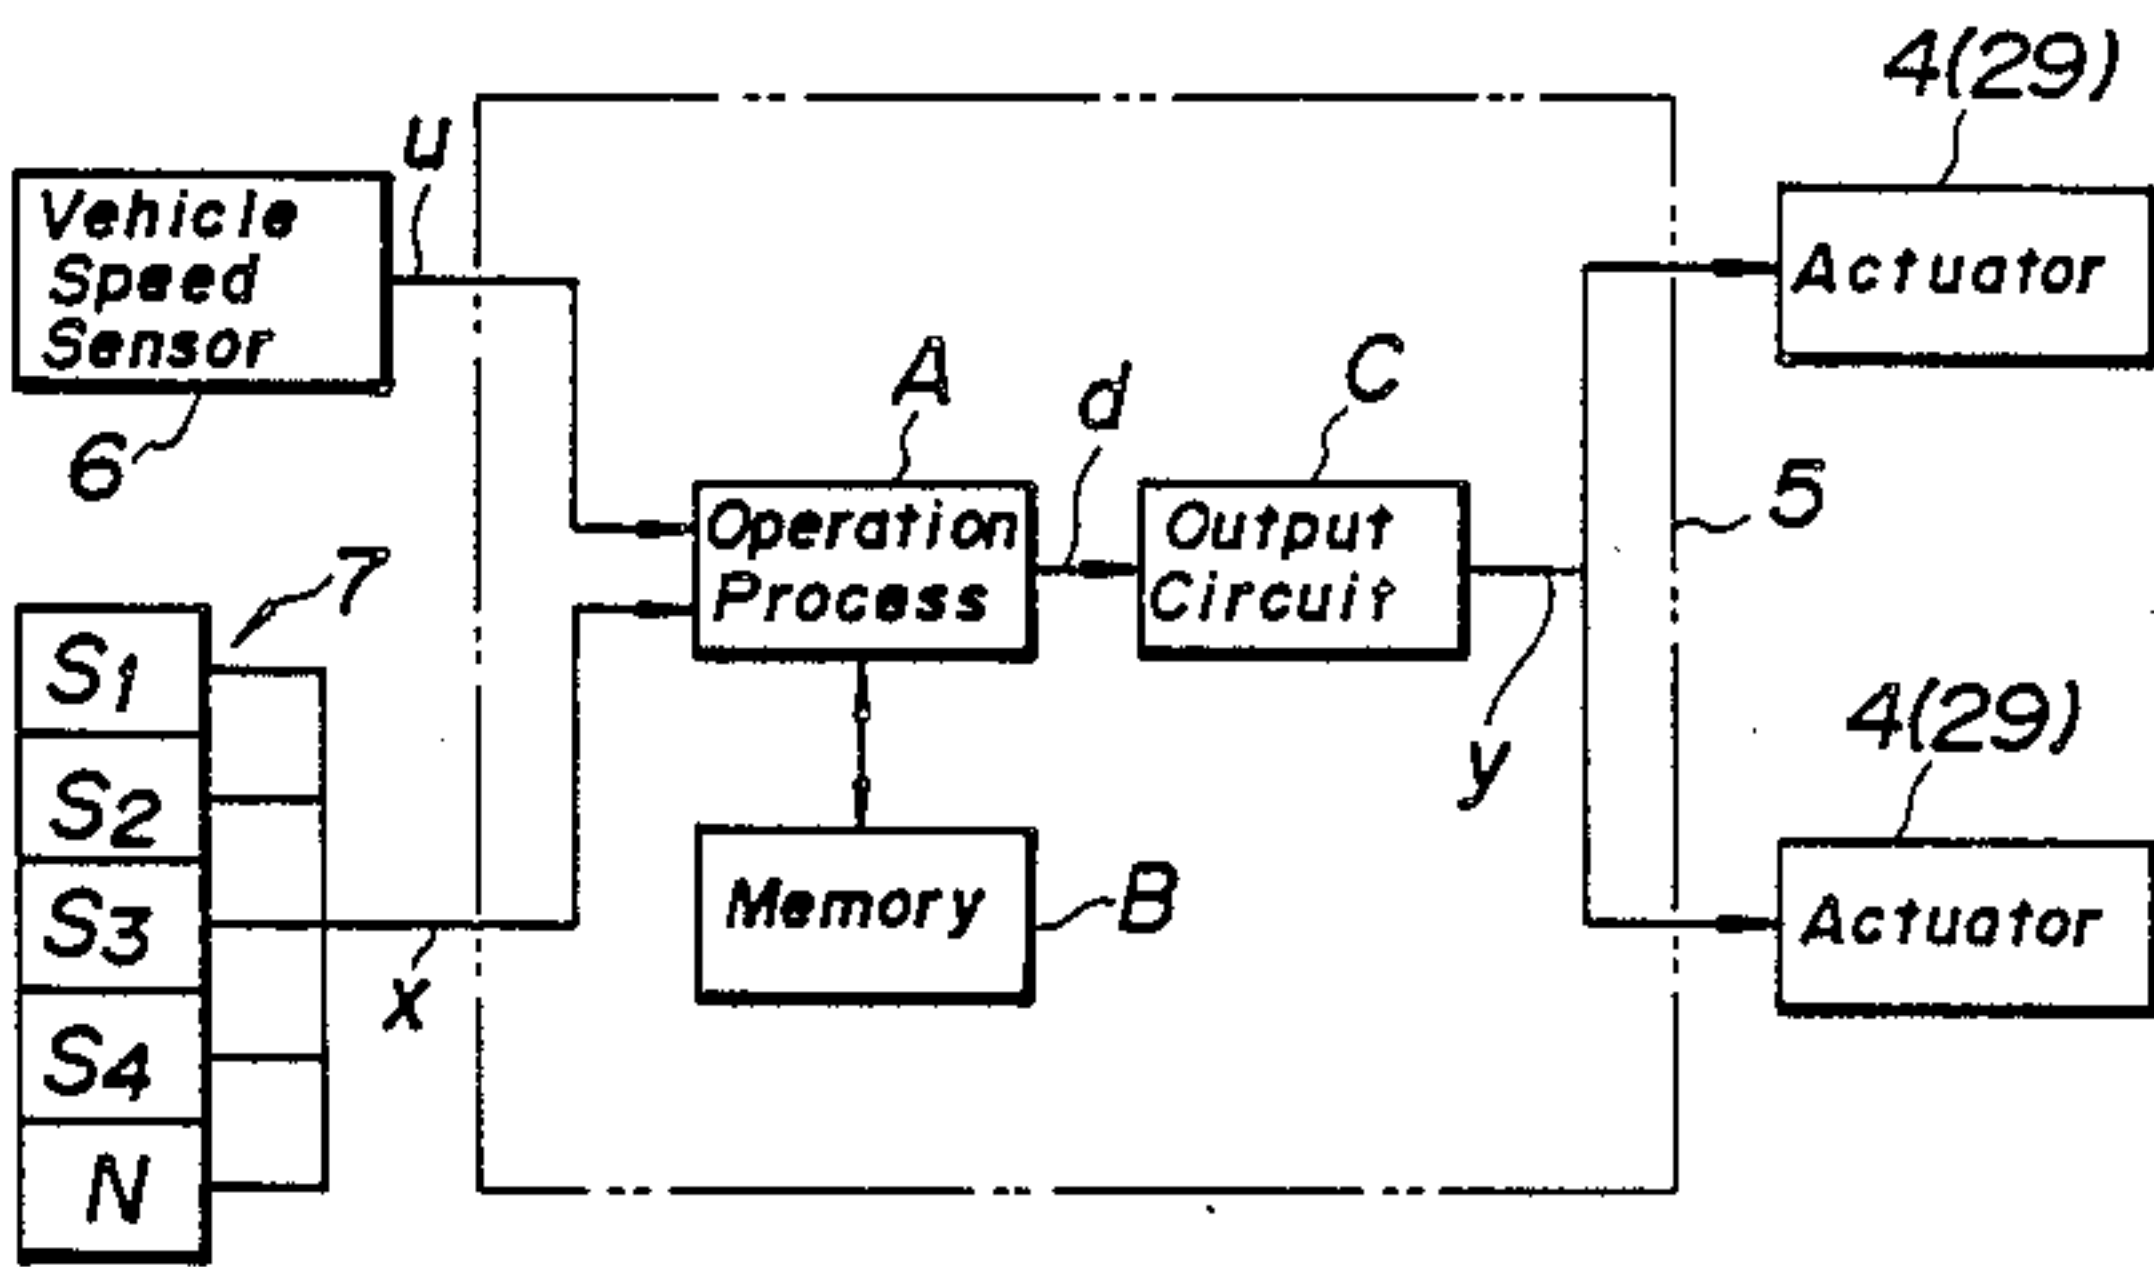 4(29)
u
Vehicle
Speed
Sensor
Actuator
A
d
C
6
5
Operation
Process
Output
Circuit
7
S1
4(29)
y
S2
Memory
B
S3
Actuator
x
S4
N